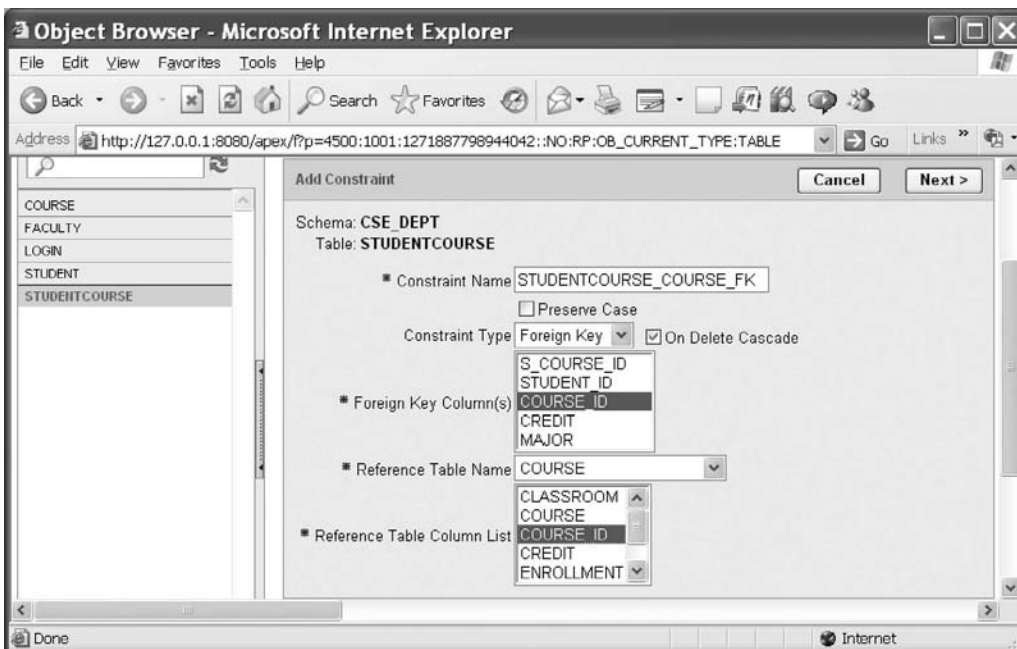 Object Browser - Microsoft Internet Explorer
File Edit View Favorites Tools Help
Back Search Favorites
Address http://127.0.0.1:8080/apex/f?p=4500:1001:1271887798944042::NO:RP:OB_CURRENT_TYPE:TABLE Go Links »
Add Constraint Cancel Next >
COURSE
FACULTY
LOGIN
STUDENT
STUDENTCOURSE
Schema: CSE_DEPT
Table: STUDENTCOURSE
* Constraint Name STUDENTCOURSE_COURSE_FK
Preserve Case
Constraint Type Foreign Key On Delete Cascade
* Foreign Key Column(s)
S_COURSE_ID
STUDENT_ID
COURSE_ID
CREDIT
MAJOR
* Reference Table Name COURSE
* Reference Table Column List
CLASSROOM
COURSE
COURSE_ID
CREDIT
ENROLLMENT
Done Internet